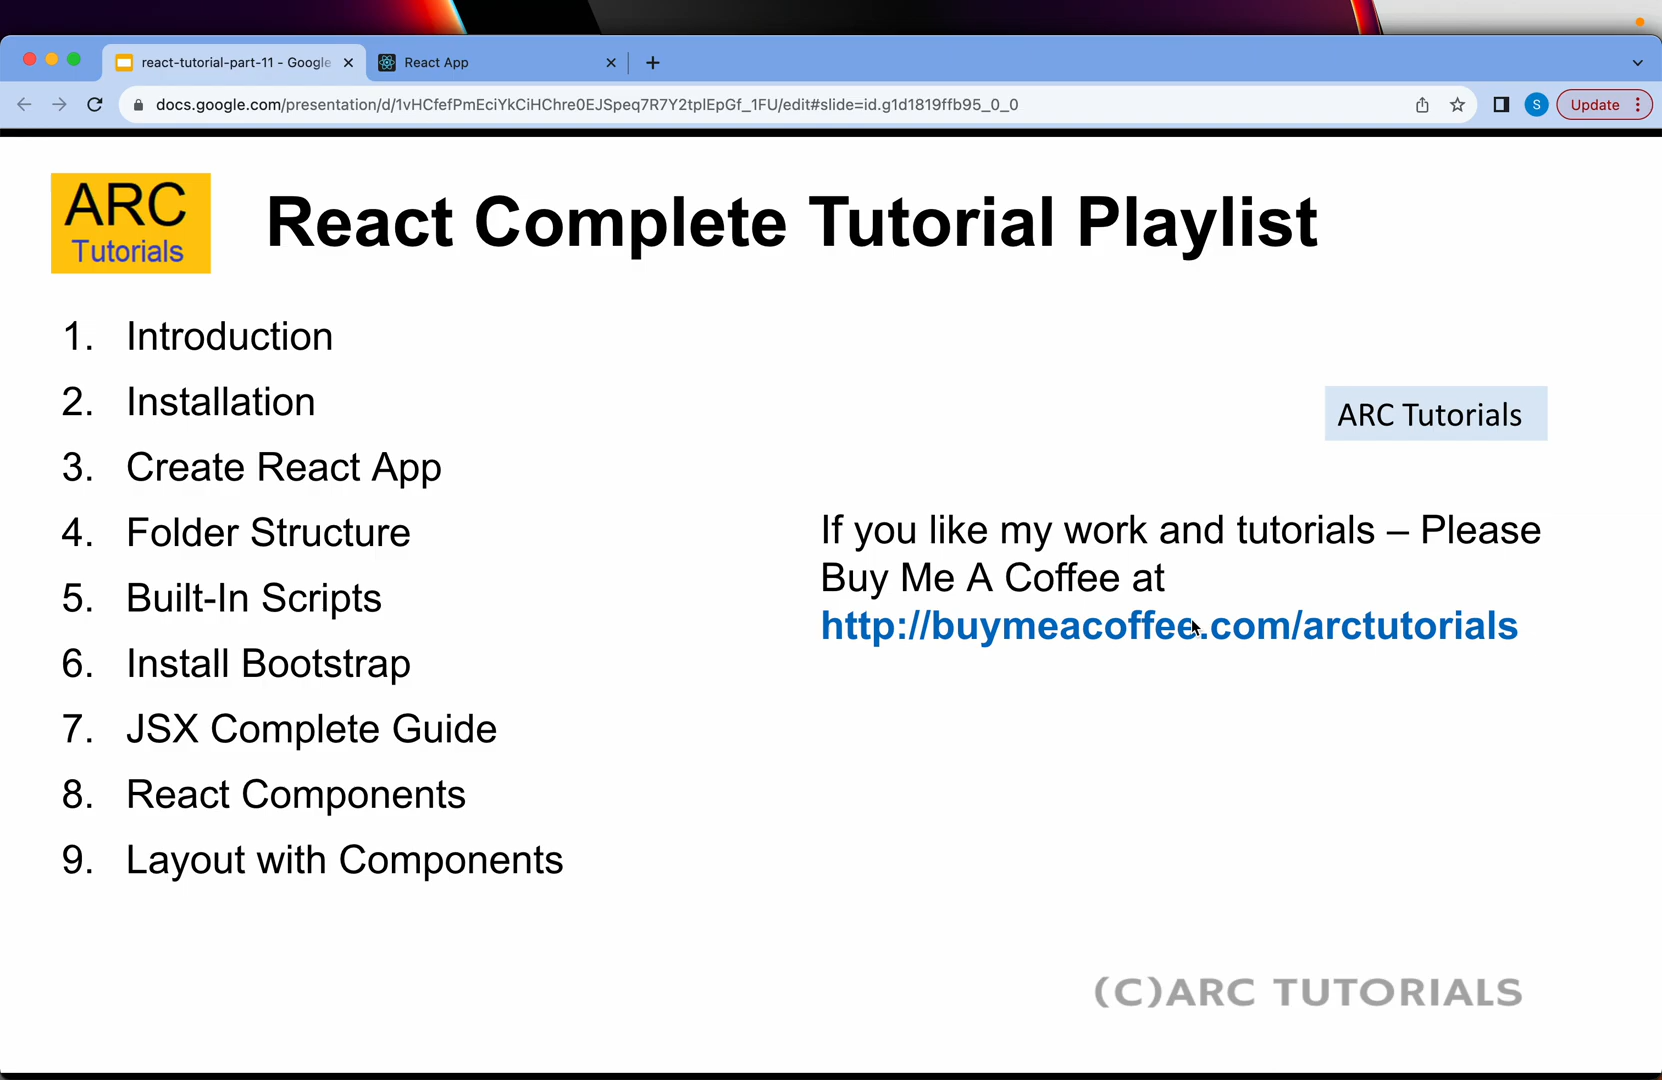 react-tutorial-part-11 - Google
React App
docs.google.com/presentation/d/1vHCfefPmEciYkCiHChre0EJSpeq7R7Y2tplEpGf_1FU/edit#slide=id.g1d1819ffb95_0_0
S
Update
ARC
Tutorials
React Complete Tutorial Playlist
1. Introduction
2. Installation
3. Create React App
4. Folder Structure
5. Built-In Scripts
6. Install Bootstrap
7. JSX Complete Guide
8. React Components
9. Layout with Components
ARC Tutorials
If you like my work and tutorials – Please
Buy Me A Coffee at
http://buymeacoffee.com/arctutorials
(C)ARC TUTORIALS